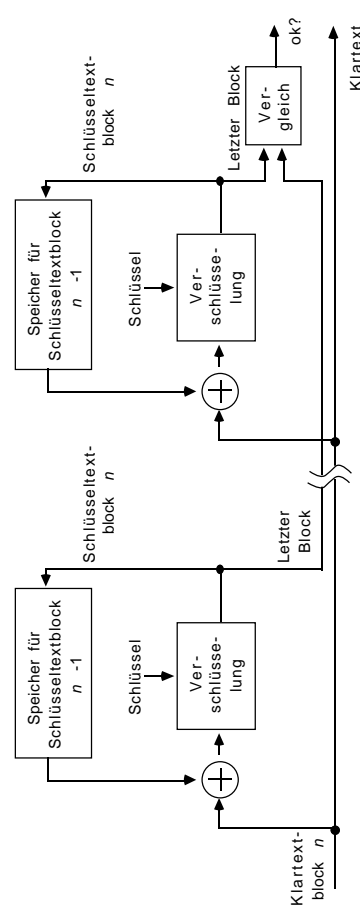 Klartext-
block n
Speicher für
Schlüsseltextblock
n -1
Schlüssel
Ver-
schlüsse-
lung
Schlüsseltext-
block n
Letzter
Block
Speicher für
Schlüsseltextblock
n -1
Schlüssel
Ver-
schlüsse-
lung
Schlüsseltext-
block n
Letzter Block
Ver-
gleich
ok?
Klartext